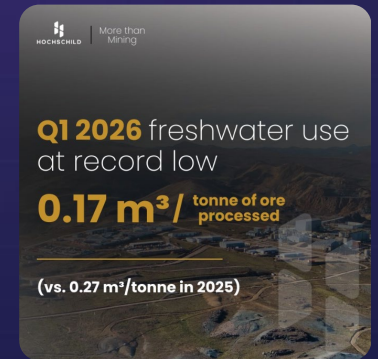 HOCHSCHILD
More than
Mining
Q1 2026 freshwater use
at record low
0.17 m³/ tonne of ore
processed
(vs. 0.27 m³/tonne in 2025)